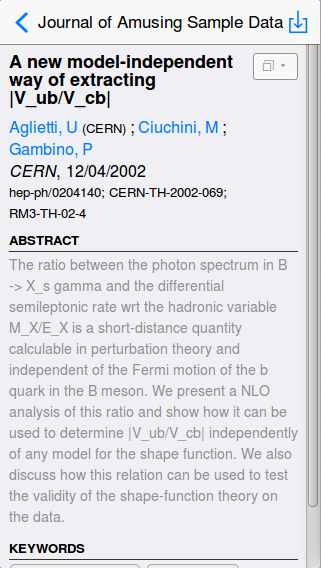 Journal of Amusing Sample Data
A new model-independent
way of extracting
|V_ub/V_cb|
Aglietti, U (CERN) ; Ciuchini, M ;
Gambino, P
CERN, 12/04/2002
hep-ph/0204140; CERN-TH-2002-069;
RM3-TH-02-4
ABSTRACT
The ratio between the photon spectrum in B
-> X_s gamma and the differential
semileptonic rate wrt the hadronic variable
M_X/E_X is a short-distance quantity
calculable in perturbation theory and
independent of the Fermi motion of the b
quark in the B meson. We present a NLO
analysis of this ratio and show how it can be
used to determine |V_ub/V_cb| independently
of any model for the shape function. We also
discuss how this relation can be used to test
the validity of the shape-function theory on
the data.
KEYWORDS